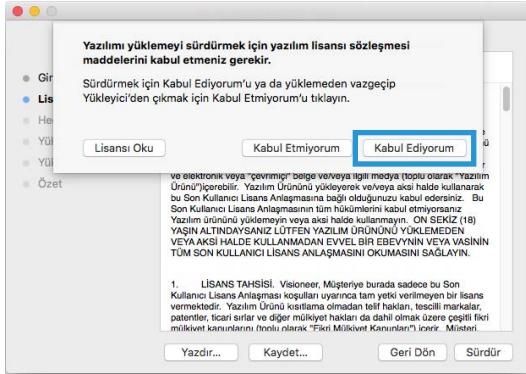 Yazılımı yüklemeyi sürdürmek için yazılım lisansı sözleşmesi
maddelerini kabul etmeniz gerekir.
Sürdürmek için Kabul Ediyorum'u ya da yüklemeden vazgeçip
Yükleyici'den çıkmak için Kabul Etmiyorum'u tıklayın.
Lisansı Oku
Kabul Etmiyorum
Kabul Ediyorum
Gir
Lis
He
Yü
Yü
Özet
ve elektronik veya "çevrimiçi" belge ve/veya ilgili medya (toplu olarak "Yazılım
Ürünü")içerebilir. Yazılım Ürününü yükleyerek ve/veya aksi halde kullanarak
bu Son Kullanıcı Lisans Anlaşmasına bağlı olduğunuzu kabul edersiniz. Bu
Son Kullanıcı Lisans Anlaşmasının tüm hükümlerini kabul etmiyorsanız
Yazılım ürününü yüklemeyin veya aksi halde kullanmayın. ON SEKİZ (18)
YAŞIN ALTINDAYSANIZ LÜTFEN YAZILIM ÜRÜNÜNÜ YÜKLEMEDEN
VEYA AKSİ HALDE KULLANMADAN EVVEL BİR EBEVYNİN VEYA VASİNİN
TÜM SON KULLANICI LİSANS ANLAŞMASINI OKUMASINI SAĞLAYIN.
1. LİSANS TAHSİSİ. Visioneer, Müşteriye burada sadece bu Son
Kullanıcı Lisans Anlaşması koşulları uyarınca tam yetki verilmeyen bir lisans
vermektedir. Yazılım Ürünü kısıtlama olmadan telif hakları, tescilli markalar,
patentler, ticari sırlar ve diğer mülkiyet hakları da dahil olmak üzere çeşitli fikri
mülkiyet kanunlarını (toplu olarak "Fikri Mülkiyet Kanunları") içerir. Müşteri
Yazdır...
Kaydet...
Geri Dön
Sürdür